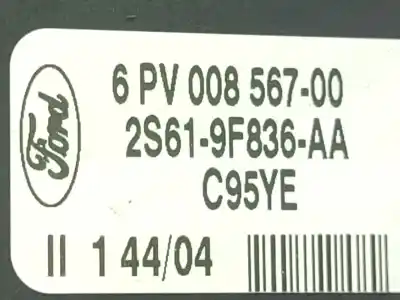 Ford
6 PV 008 567-00
2S61-9F836-AA
C95YE
II 1 44/04